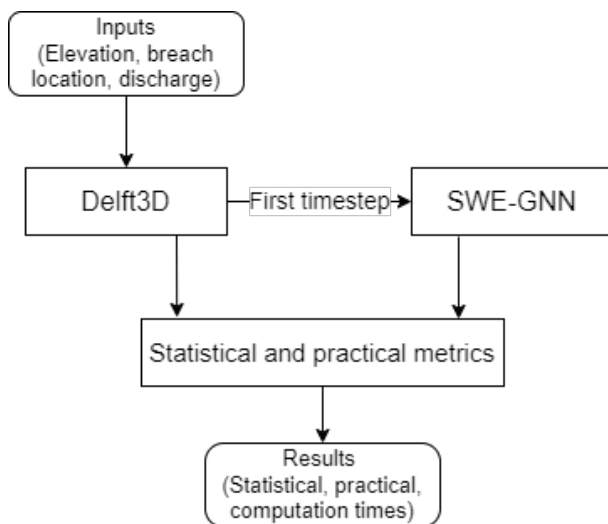 Inputs
(Elevation, breach
location, discharge)
Delft3D
First timestep
SWE-GNN
Statistical and practical metrics
Results
(Statistical, practical,
computation times)